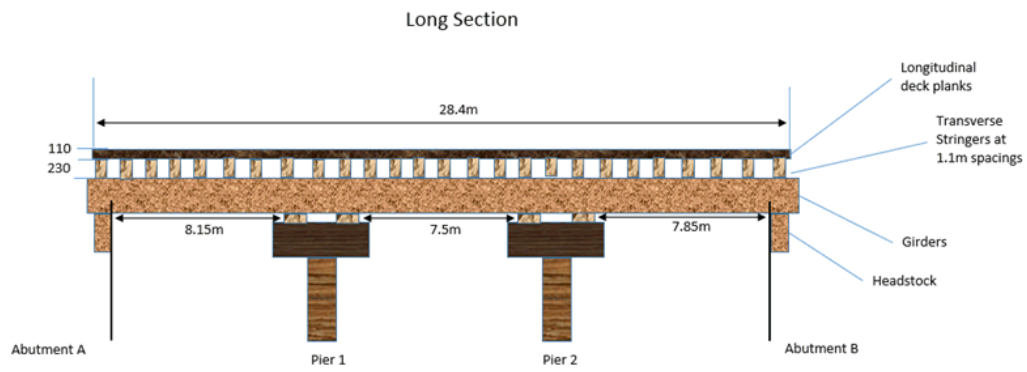 Long Section
Longitudinal
deck planks
28.4m
Transverse
Stringers at
1.1m spacings
110
230
8.15m
7.5m
7.85m
Girders
Headstock
Abutment A
Pier 1
Pier 2
Abutment B